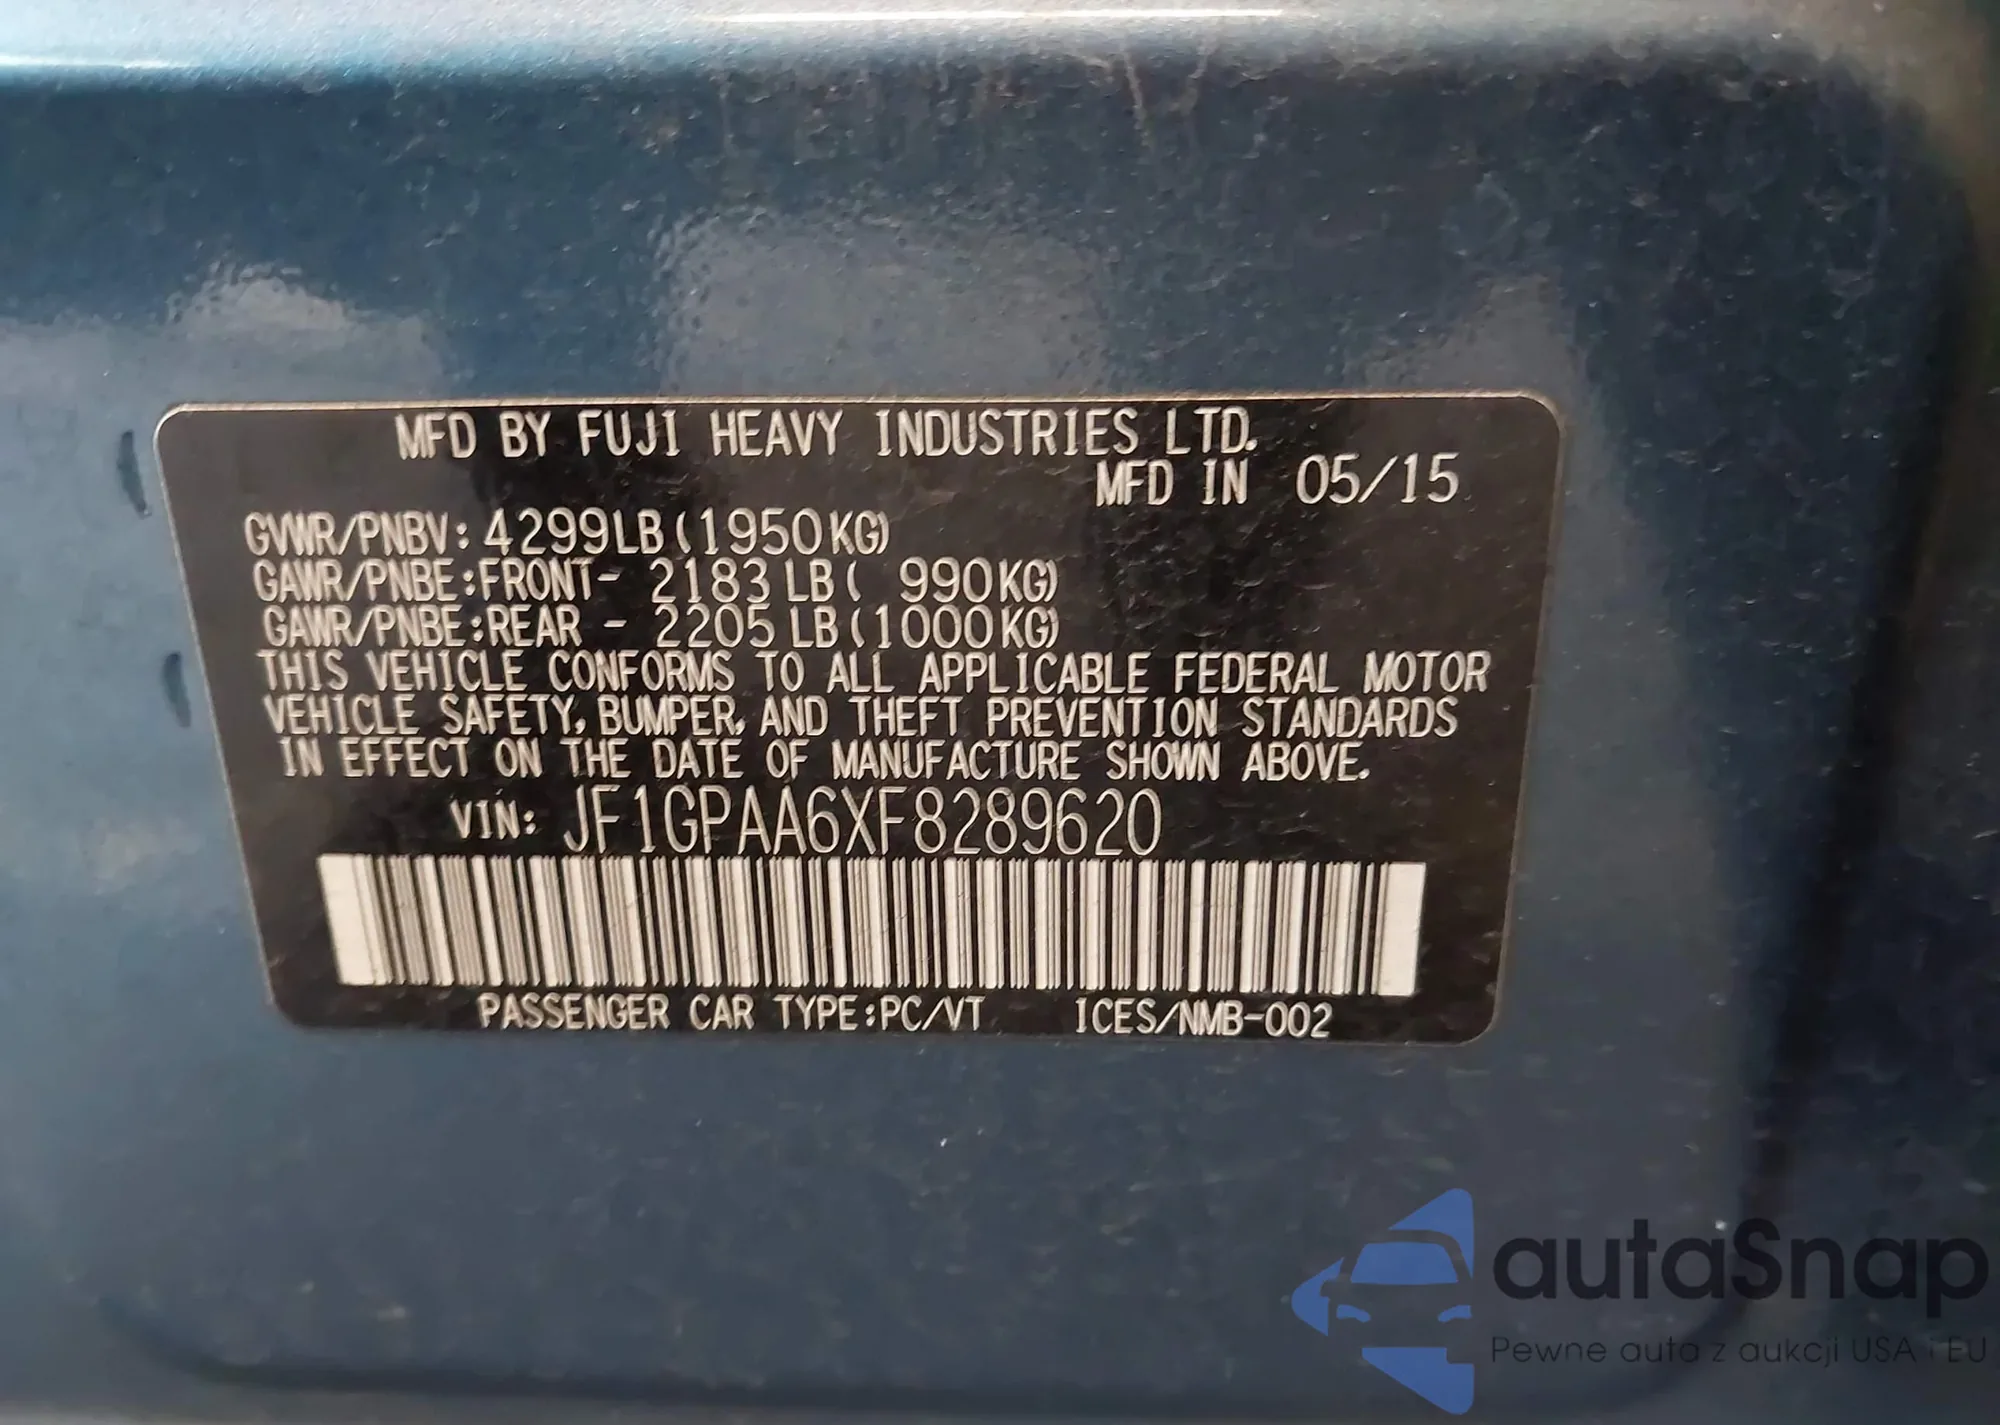 MFD BY FUJI HEAVY INDUSTRIES LTD.
MFD IN 05/15
GVWR/PNBV: 4299LB(1950KG)
GAWR/PNBE:FRONT- 2183LB( 990KG)
GAWR/PNBE:REAR - 2205LB(1000KG)
THIS VEHICLE CONFORMS TO ALL APPLICABLE FEDERAL MOTOR
VEHICLE SAFETY, BUMPER, AND THEFT PREVENTION STANDARDS
IN EFFECT ON THE DATE OF MANUFACTURE SHOWN ABOVE.
VIN: JF1GPAA6XF8289620
PASSENGER CAR TYPE:PC/VT ICES/NMB-002
autaSnap
Pewne auta z aukcji USA i EU